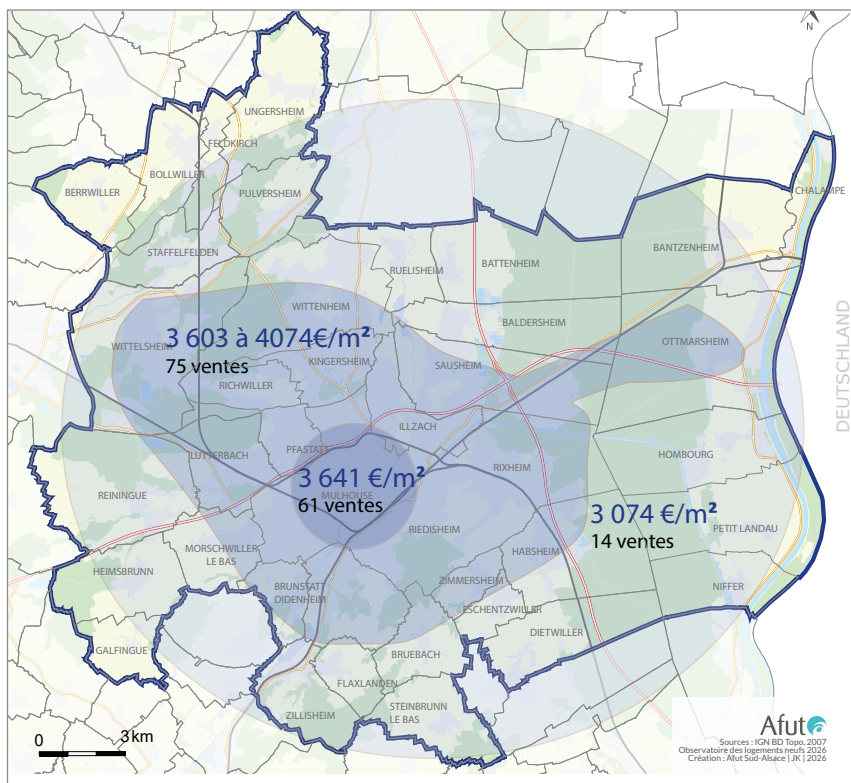 N
UNGERSHEIM
FELDKIRCH
BOLLWILLER
BERRWILLER
PULVERSHEIM
CHALAMPE
STAFFELFELDEN
RUELISHEIM
BATTENHEIM
BANTZENHEIM
WITTENHEIM
BALDERSHEIM
3 603 à 4074€/m²
75 ventes
WITTELSHEIM
KINGERSHEIM
OTTMARSHEIM
SAUSHEIM
RICHWILLER
DEUTSCHLAND
ILLZACH
PFASTATT
LUTTERBACH
HOMBOURG
3 641 €/m²
61 ventes
MULHOUSE
RIXHEIM
REININGUE
3 074 €/m²
14 ventes
PETIT LANDAU
RIEDISHEIM
MORSCHWILLER
LE BAS
HABSHEIM
HEIMSBRUNN
ZIMMERSHEIM
BRUNSTATT
DIDENHEIM
NIFFER
ESCHENTZWILLER
DIETWILLER
GALFINGUE
BRUEBACH
FLAXLANDEN
STEINBRUNN
LE BAS
ZILLISHEIM
0 3 km
Afut
Sources : IGN BD Topo, 2007
Observatoire des logements neufs 2026
Création : Afut Sud-Alsace | JK | 2026